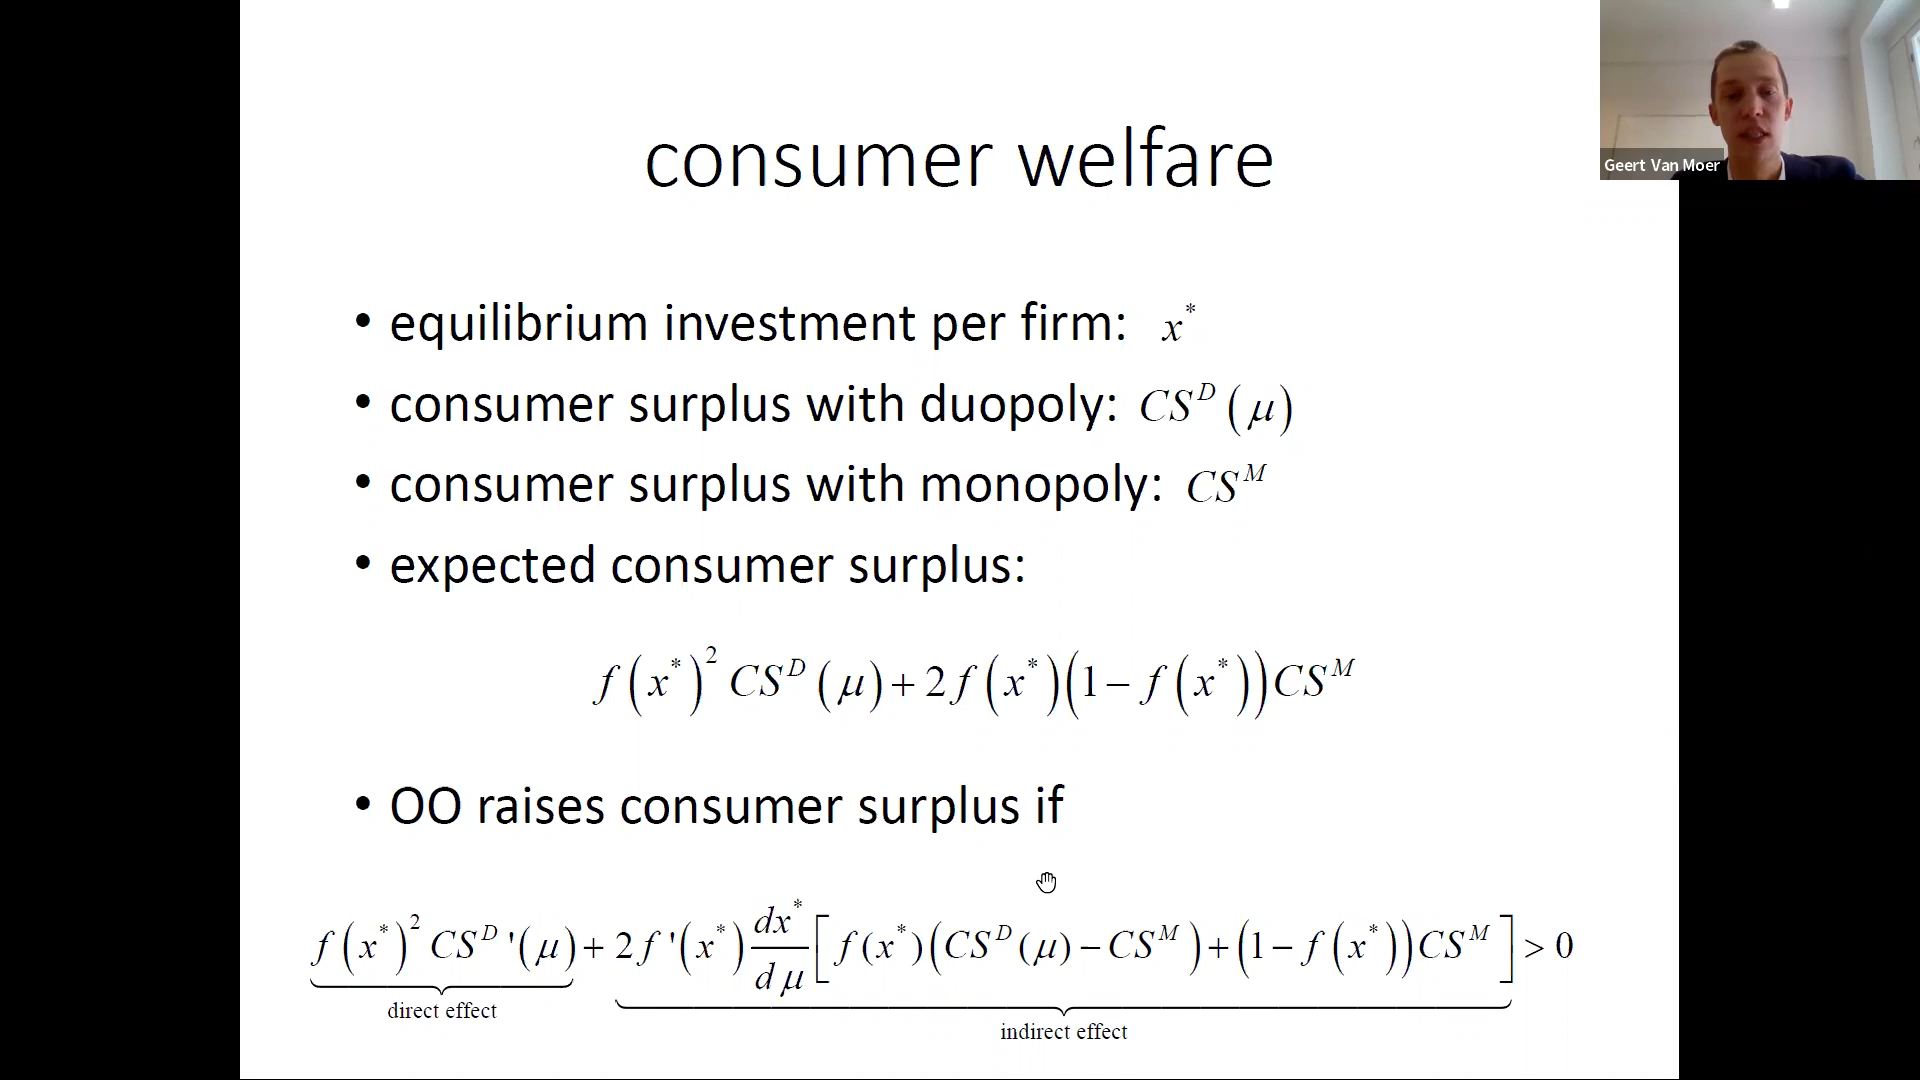 consumer welfare
Geert Van Moer
• equilibrium investment per firm: x*
• consumer surplus with duopoly: CS^D (μ)
• consumer surplus with monopoly: CS^M
• expected consumer surplus:
f(x*)² CS^D (μ) + 2f(x*)(1 − f(x*))CS^M
• OO raises consumer surplus if
f(x*)² CS^D '(μ) + 2f '(x*) dx*/dμ [f(x*)(CS^D(μ) − CS^M) + (1 − f(x*))CS^M] > 0
direct effect
indirect effect